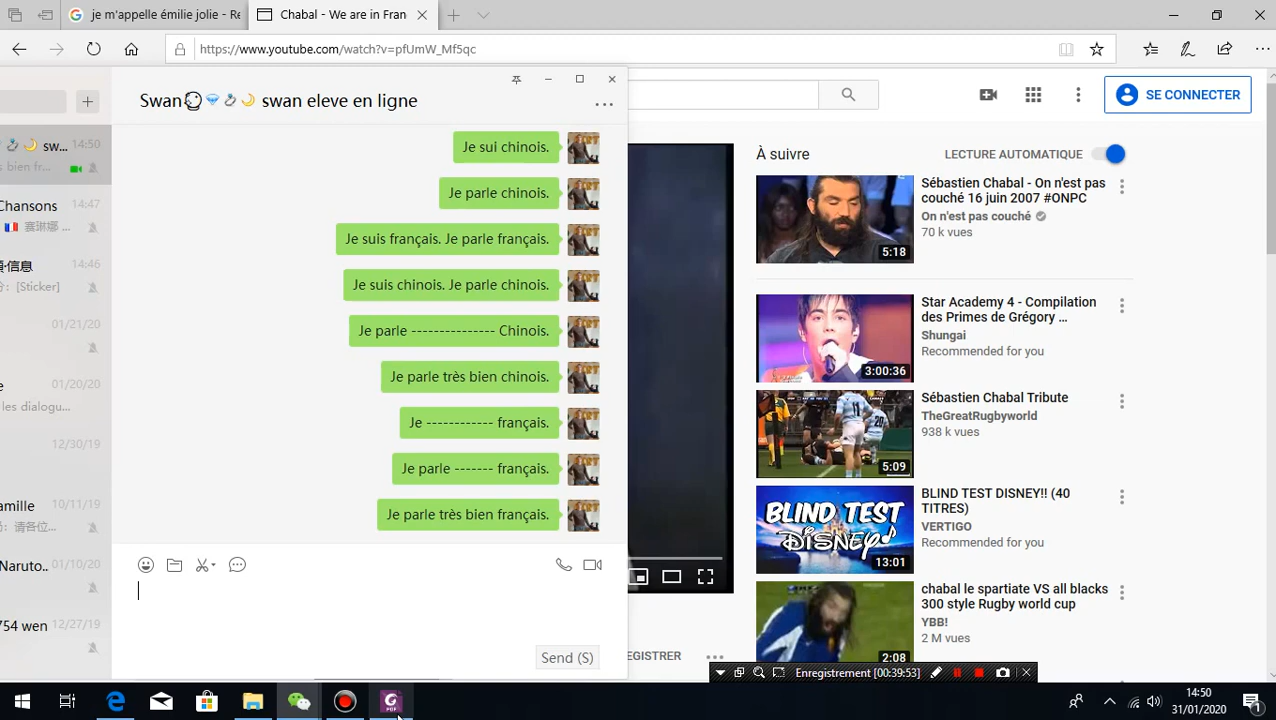 je m'appelle émilie jolie - Re
Chabal - We are in Fran
https://www.youtube.com/watch?v=pfUmW_Mf5qc
Swan swan eleve en ligne
SE CONNECTER
sw... 14:50
s bien fr...
Chansons 14:47
14:46
[Sticker]
01/21/20
e 01/20/20
les dialogu...
12/30/19
amille 10/11/19
Naruto.. 01/10/20
754 wen 12/27/19
Je sui chinois.
Je parle chinois.
Je suis français. Je parle français.
Je suis chinois. Je parle chinois.
Je parle --------------- Chinois.
Je parle très bien chinois.
Je ------------ français.
Je parle ------- français.
Je parle très bien français.
Send (S)
À suivre
LECTURE AUTOMATIQUE
Sébastien Chabal - On n'est pas
couché 16 juin 2007 #ONPC
On n'est pas couché
70 k vues
5:18
Star Academy 4 - Compilation
des Primes de Grégory ...
Shungai
Recommended for you
3:00:36
Sébastien Chabal Tribute
TheGreatRugbyworld
938 k vues
5:09
BLIND TEST DISNEY!! (40
TITRES)
VERTIGO
Recommended for you
BLIND TEST
DISNEY
13:01
chabal le spartiate VS all blacks
300 style Rugby world cup
YBB!
2 M vues
2:08
EGISTRER
Enregistrement [00:39:53]
14:50
31/01/2020